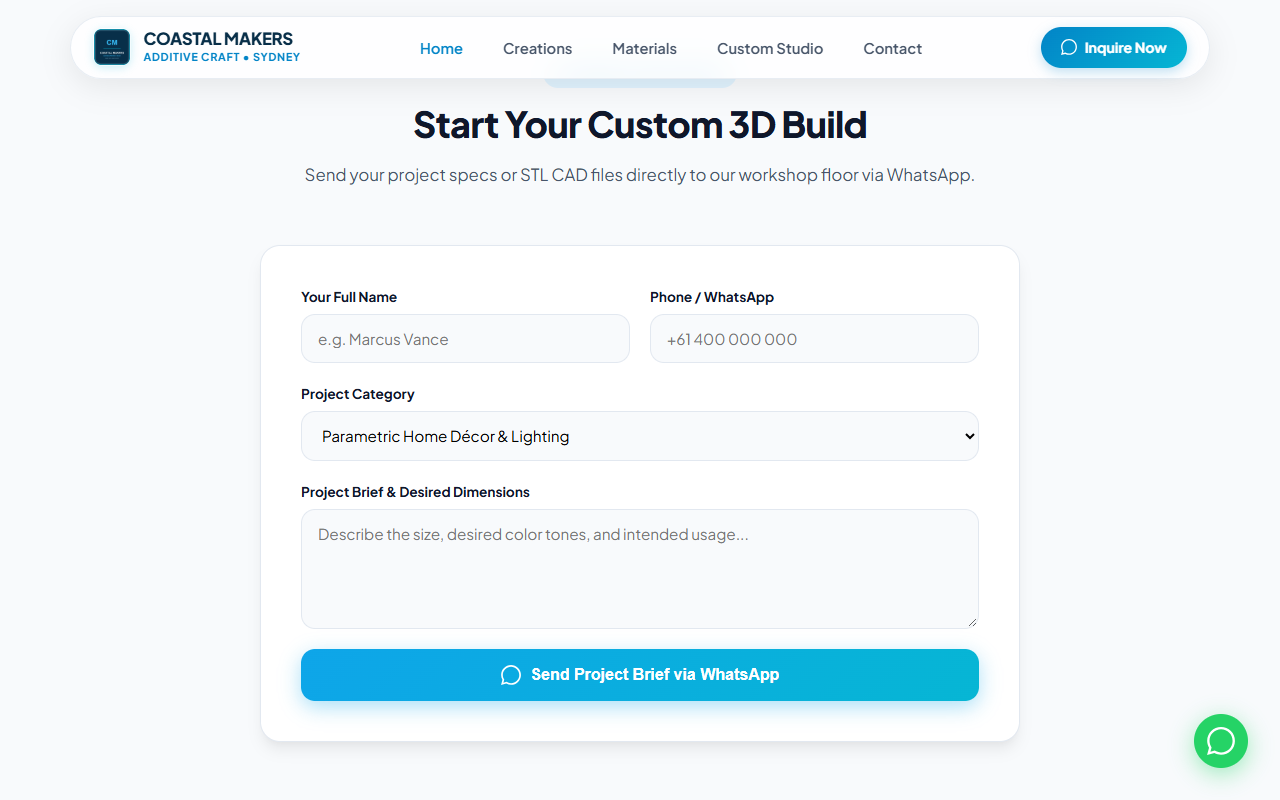 CM
COASTAL MAKERS
COASTAL MAKERS
ADDITIVE CRAFT ● SYDNEY
Home
Creations
Materials
Custom Studio
Contact
Inquire Now
Start Your Custom 3D Build
Send your project specs or STL CAD files directly to our workshop floor via WhatsApp.
Your Full Name
Phone / WhatsApp
e.g. Marcus Vance
+61 400 000 000
Project Category
Parametric Home Décor & Lighting
Project Brief & Desired Dimensions
Describe the size, desired color tones, and intended usage...
Send Project Brief via WhatsApp